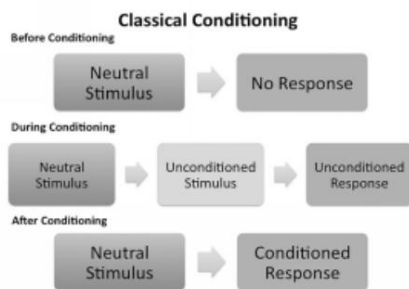 Classical Conditioning
Before Conditioning
Neutral
Stimulus
No Response
During Conditioning
Neutral
Stimulus
Unconditioned
Stimulus
Unconditioned
Response
After Conditioning
Neutral
Stimulus
Conditioned
Response